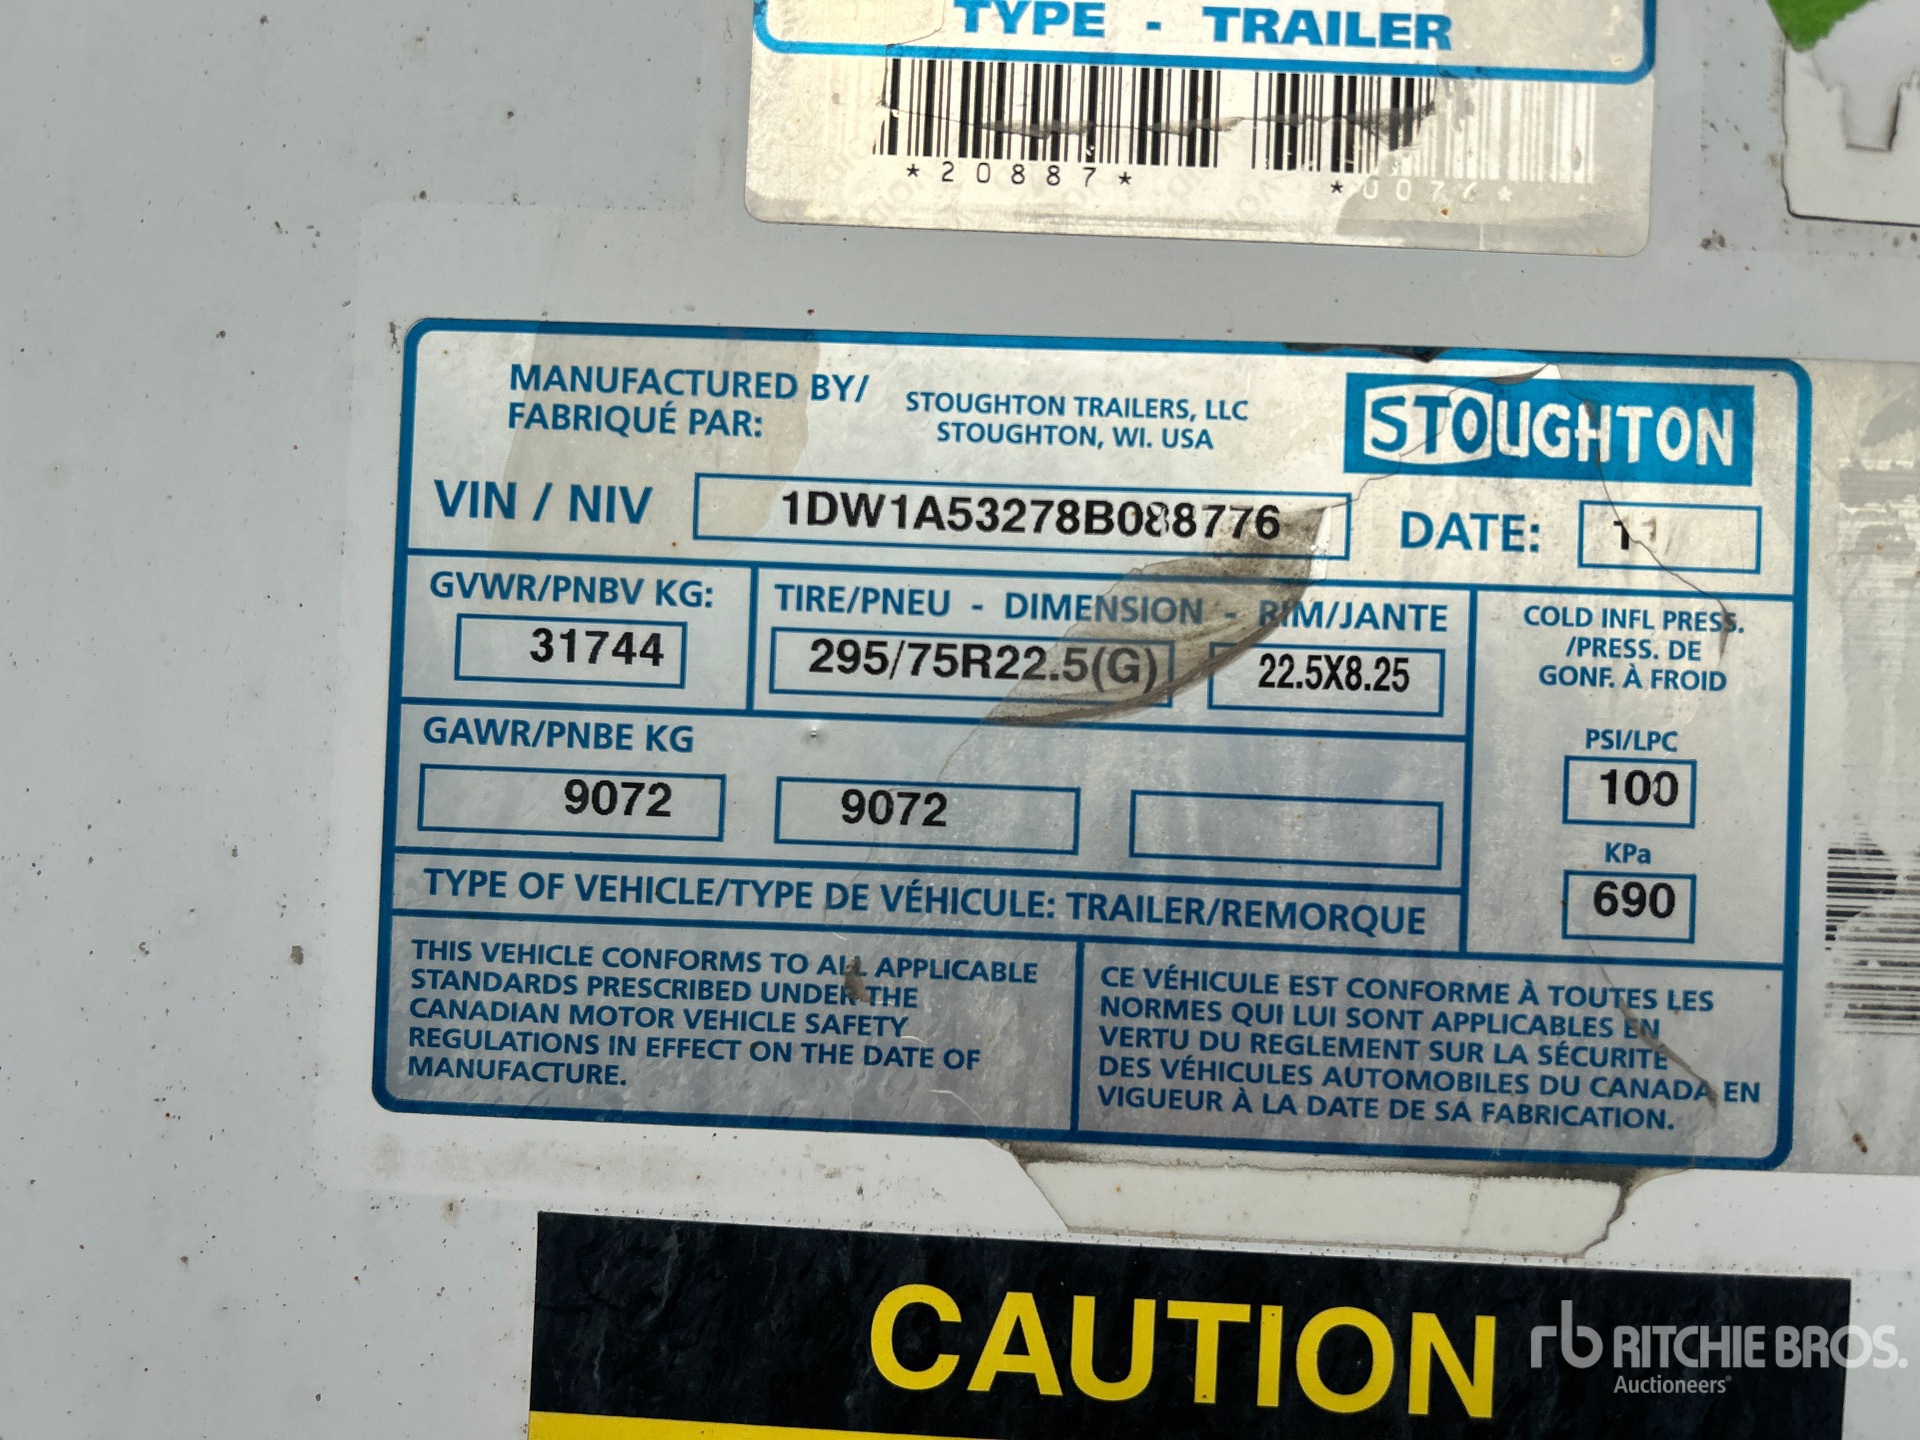 TYPE - TRAILER
*20887*
MANUFACTURED BY/
FABRIQUÉ PAR:
STOUGHTON TRAILERS, LLC
STOUGHTON, WI. USA
STOUGHTON
VIN / NIV
1DW1A53278B088776
DATE:
GVWR/PNBV KG:
31744
TIRE/PNEU - DIMENSION - RIM/JANTE
295/75R22.5(G)
22.5X8.25
COLD INFL PRESS.
/PRESS. DE
GONF. À FROID
PSI/LPC
100
KPa
690
GAWR/PNBE KG
9072
9072
TYPE OF VEHICLE/TYPE DE VÉHICULE: TRAILER/REMORQUE
THIS VEHICLE CONFORMS TO ALL APPLICABLE
STANDARDS PRESCRIBED UNDER THE
CANADIAN MOTOR VEHICLE SAFETY
REGULATIONS IN EFFECT ON THE DATE OF
MANUFACTURE.
CE VÉHICULE EST CONFORME À TOUTES LES
NORMES QUI LUI SONT APPLICABLES EN
VERTU DU REGLEMENT SUR LA SÉCURITÉ
DES VÉHICULES AUTOMOBILES DU CANADA EN
VIGUEUR À LA DATE DE SA FABRICATION.
CAUTION
rb RITCHIE BROS.
Auctioneers